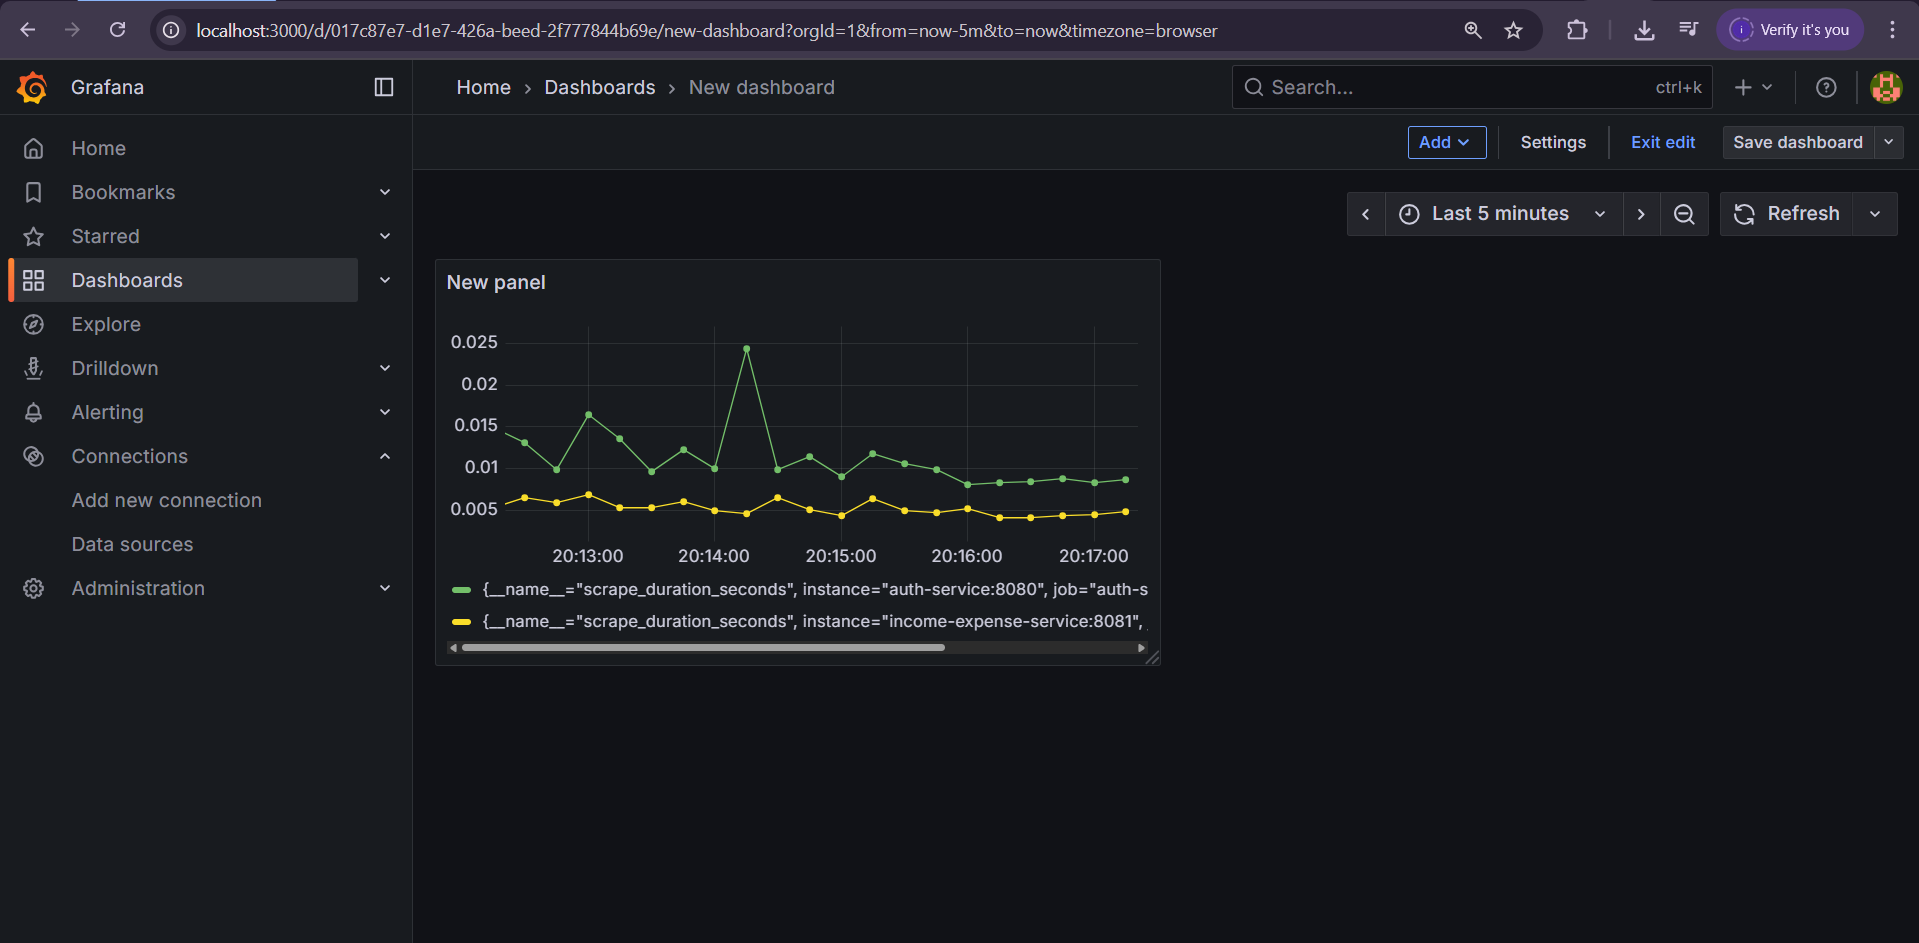 localhost:3000/d/017c87e7-d1e7-426a-beed-2f777844b69e/new-dashboard?orgId=1&from=now-5m&to=now&timezone=browser
Verify it's you
Grafana
Home › Dashboards › New dashboard
Search...
ctrl+k
Add
Settings
Exit edit
Save dashboard
Home
Bookmarks
Starred
Dashboards
Explore
Drilldown
Alerting
Connections
Add new connection
Data sources
Administration
Last 5 minutes
Refresh
New panel
0.025
0.02
0.015
0.01
0.005
20:13:00 20:14:00 20:15:00 20:16:00 20:17:00
{__name__="scrape_duration_seconds", instance="auth-service:8080", job="auth-s
{__name__="scrape_duration_seconds", instance="income-expense-service:8081",